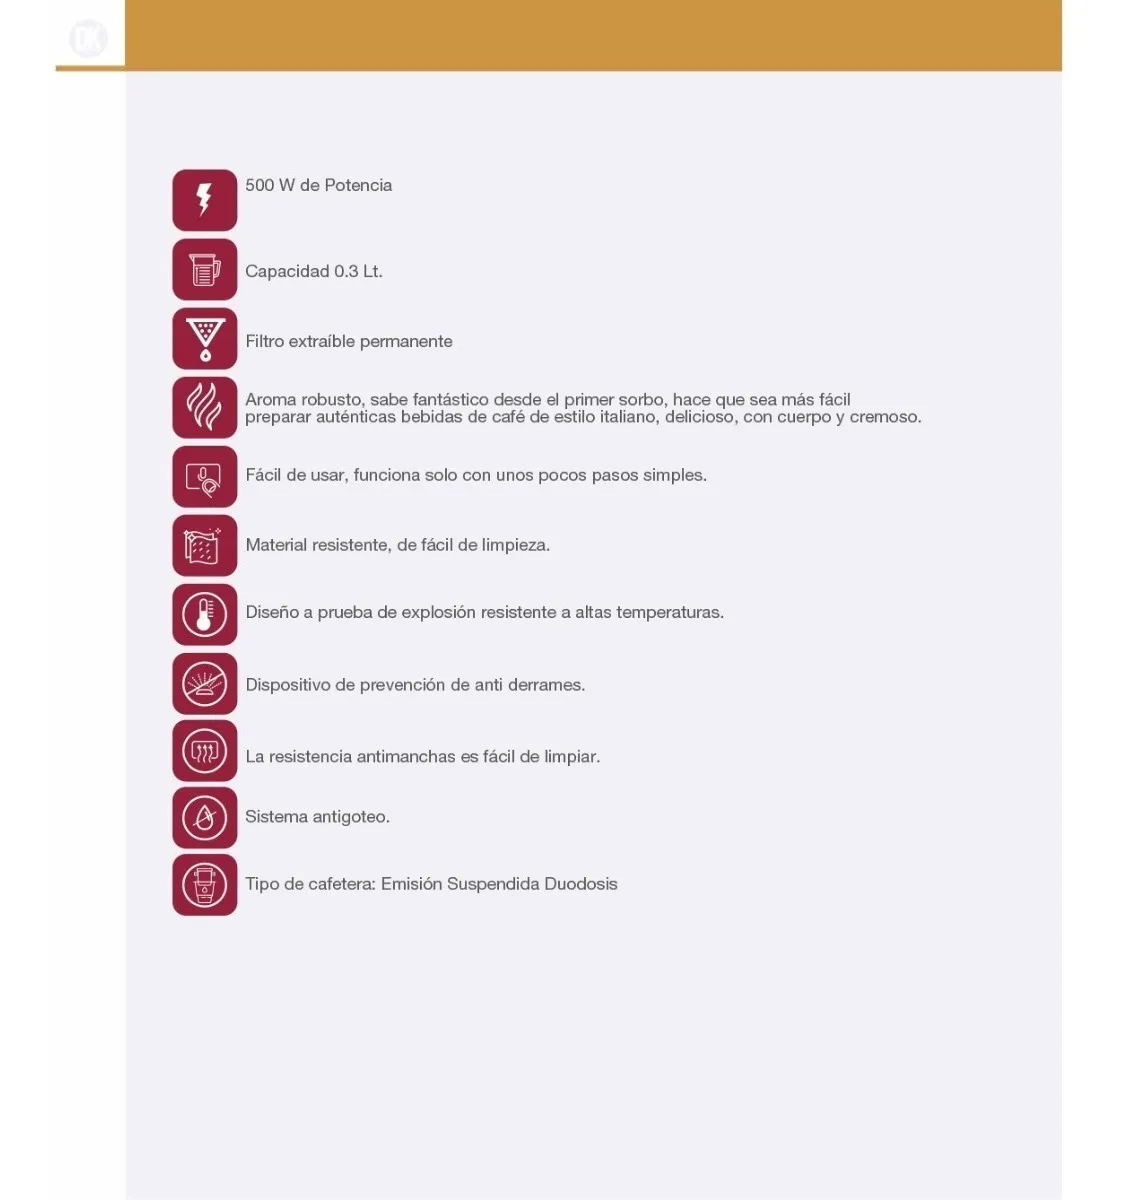 DK
500 W de Potencia
Capacidad 0.3 Lt.
Filtro extraíble permanente
Aroma robusto, sabe fantástico desde el primer sorbo, hace que sea más fácil
preparar auténticas bebidas de café de estilo italiano, delicioso, con cuerpo y cremoso.
Fácil de usar, funciona solo con unos pocos pasos simples.
Material resistente, de fácil de limpieza.
Diseño a prueba de explosión resistente a altas temperaturas.
Dispositivo de prevención de anti derrames.
La resistencia antimanchas es fácil de limpiar.
Sistema antigoteo.
Tipo de cafetera: Emisión Suspendida Duodosis